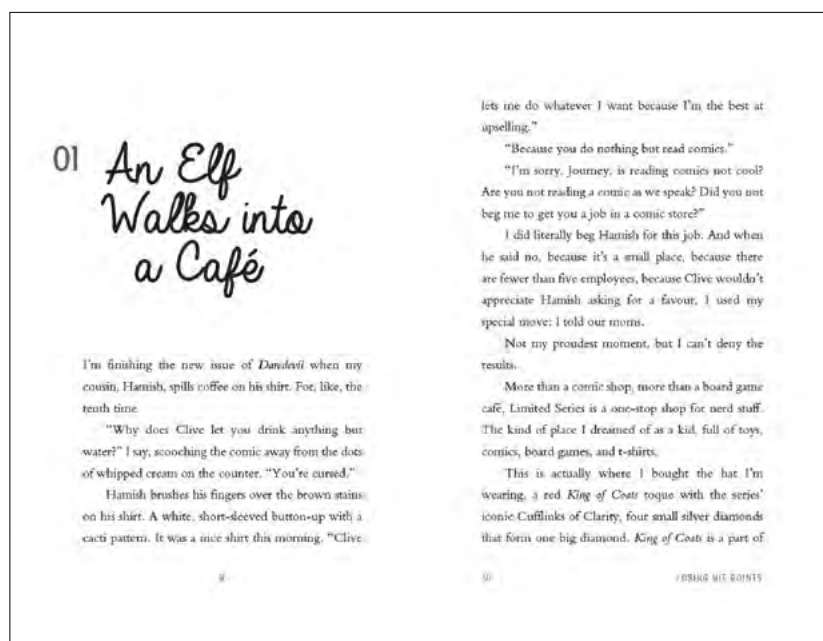 01
An Elf
Walks into
a Café
I'm finishing the new issue of Daredevil when my
cousin, Hamish, spills coffee on his shirt. For, like, the
tenth time.
"Why does Clive let you drink anything but
water?" I say, scooching the comic away from the dots
of whipped cream on the counter. "You're cursed."
Hamish brushes his fingers over the brown stains
on his shirt. A white, short-sleeved button-up with a
cacti pattern. It was a nice shirt this morning. "Clive
lets me do whatever I want because I'm the best at
upselling."
"Because you do nothing but read comics."
"I'm sorry, Journey, is reading comics not cool?
Are you not reading a comic as we speak? Did you not
beg me to get you a job in a comic store?"
I did literally beg Hamish for this job. And when
he said no, because it's a small place, because there
are fewer than five employees, because Clive wouldn't
appreciate Hamish asking for a favour, I used my
special move: I told our moms.
Not my proudest moment, but I can't deny the
results.
More than a comic shop, more than a board game
café, Limited Series is a one-stop shop for nerd stuff.
The kind of place I dreamed of as a kid, full of toys,
comics, board games, and t-shirts.
This is actually where I bought the hat I'm
wearing, a red King of Coats toque with the series'
iconic Cufflinks of Clarity, four small silver diamonds
that form one big diamond. King of Coats is a part of
LOSING HIT POINTS